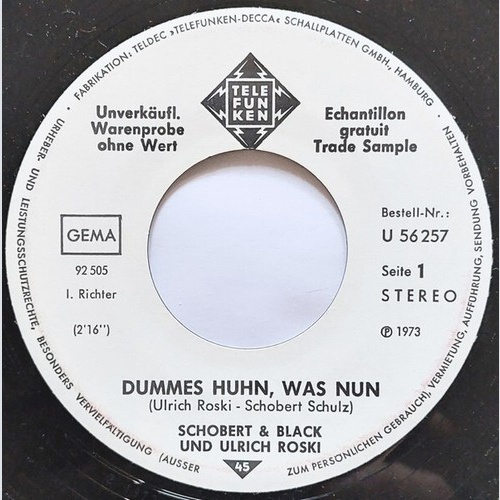 FABRIKATION: TELDEC »TELEFUNKEN-DECCA« SCHALLPLATTEN GMBH., HAMBURG • URHEBER- UND LEISTUNGSSCHUTZRECHTE, BESONDERS VERVIELFÄLTIGUNG (AUSSER ZUM PERSÖNLICHEN GEBRAUCH), VERMIETUNG, AUFFÜHRUNG, SENDUNG VORBEHALTEN •
TELE
FUN
KEN
Unverkäufl.
Warenprobe
ohne Wert
Echantillon
gratuit
Trade Sample
GEMA
92 505
I. Richter
(2'16'')
Bestell-Nr.:
U 56 257
Seite 1
STEREO
℗ 1973
DUMMES HUHN, WAS NUN
(Ulrich Roski - Schobert Schulz)
SCHOBERT & BLACK
UND ULRICH ROSKI
45